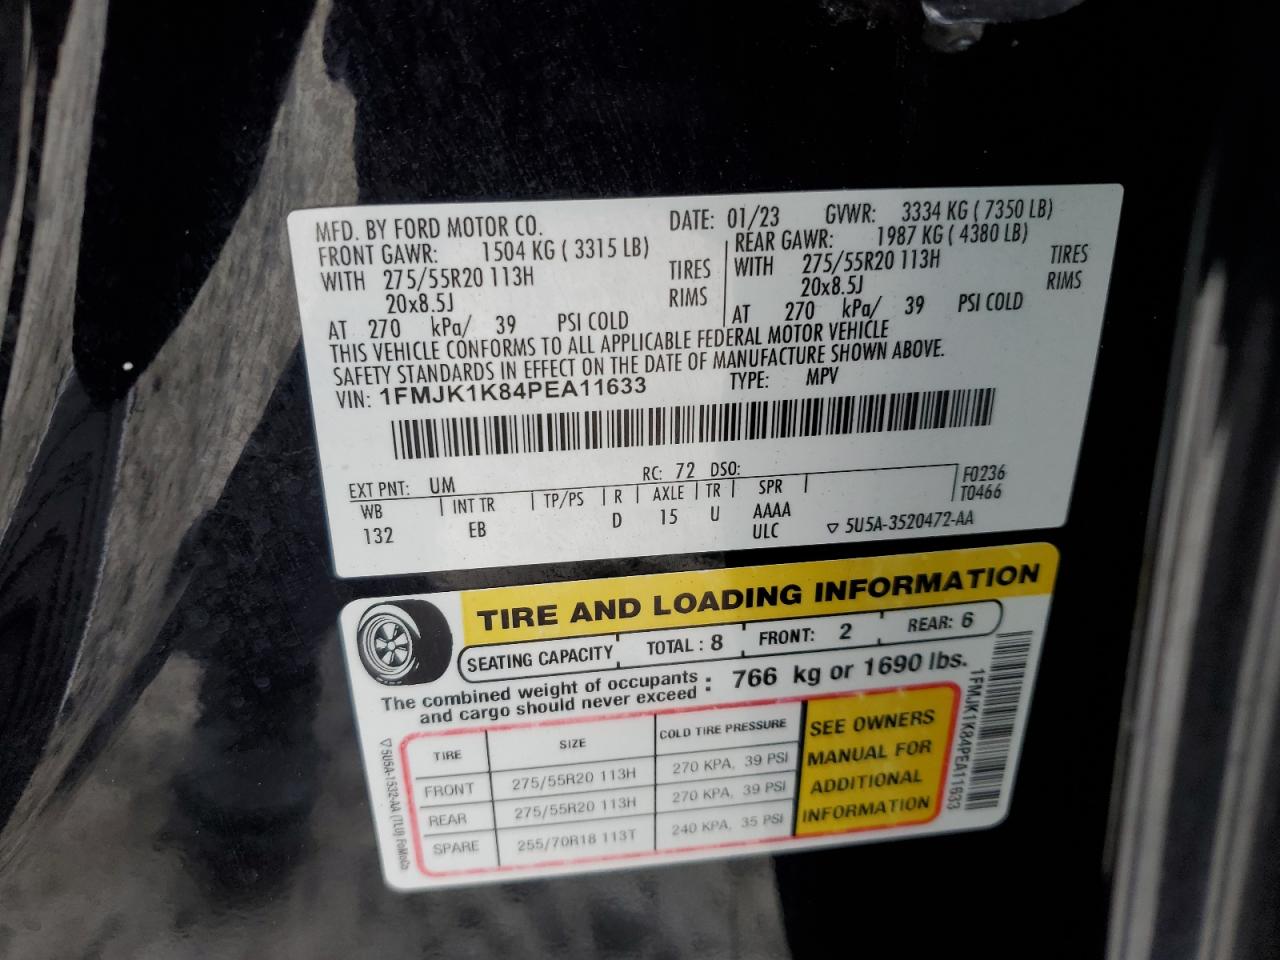 MFD. BY FORD MOTOR CO. DATE: 01/23 GVWR: 3334 KG ( 7350 LB)
FRONT GAWR: 1504 KG ( 3315 LB) REAR GAWR: 1987 KG ( 4380 LB)
WITH 275/55R20 113H TIRES WITH 275/55R20 113H TIRES
20x8.5J RIMS 20x8.5J RIMS
AT 270 kPa/ 39 PSI COLD AT 270 kPa/ 39 PSI COLD
THIS VEHICLE CONFORMS TO ALL APPLICABLE FEDERAL MOTOR VEHICLE
SAFETY STANDARDS IN EFFECT ON THE DATE OF MANUFACTURE SHOWN ABOVE.
VIN: 1FMJK1K84PEA11633 TYPE: MPV
EXT PNT: UM RC: 72 DSO: F0236
WB INT TR TP/PS R AXLE TR SPR T0466
132 EB D 15 U AAAA
ULC ▽ 5U5A-3520472-AA
TIRE AND LOADING INFORMATION
SEATING CAPACITY TOTAL : 8 FRONT: 2 REAR: 6
The combined weight of occupants and cargo should never exceed : 766 kg or 1690 lbs.
TIRE SIZE COLD TIRE PRESSURE
FRONT 275/55R20 113H 270 KPA, 39 PSI
REAR 275/55R20 113H 270 KPA, 39 PSI
SPARE 255/70R18 113T 240 KPA, 35 PSI
SEE OWNERS
MANUAL FOR
ADDITIONAL
INFORMATION
1FMJK1K84PEA11633
▽ 5U5A-1532-AA (TLU) FoMoCo